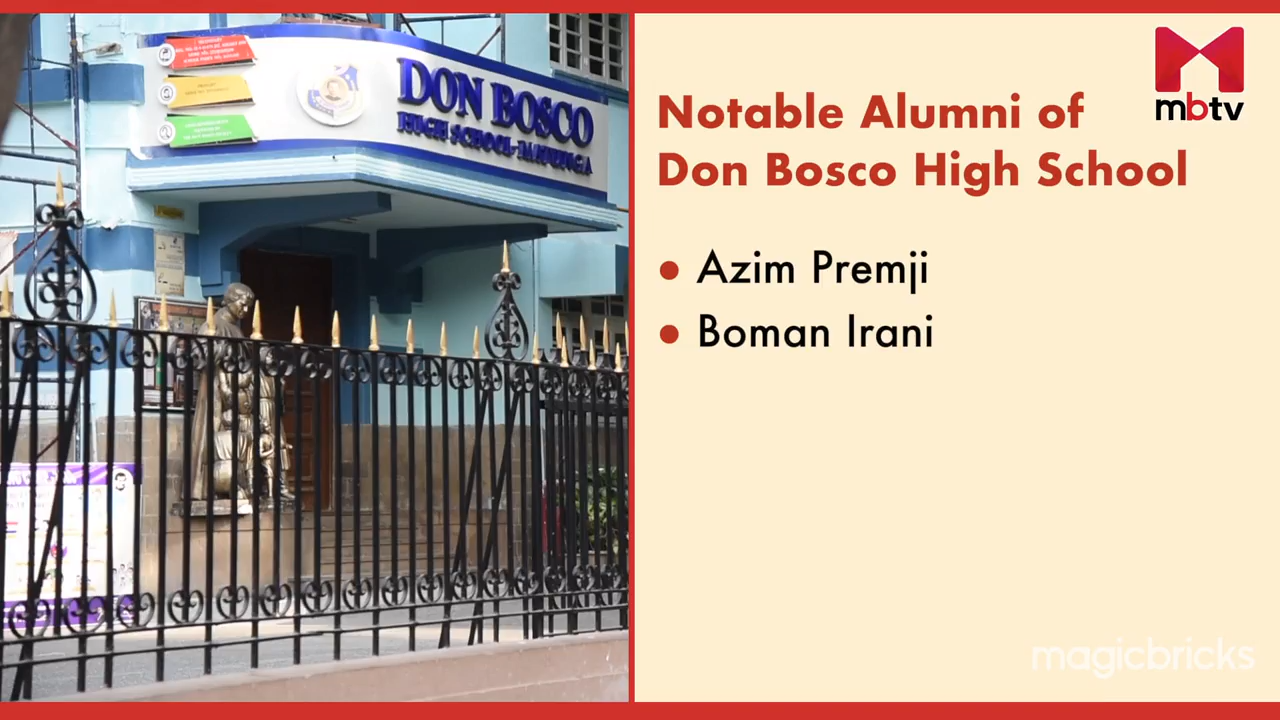 DON BOSCO
HIGH SCHOOL-MATUNGA
mbtv
Notable Alumni of
Don Bosco High School
• Azim Premji
• Boman Irani
magicbricks